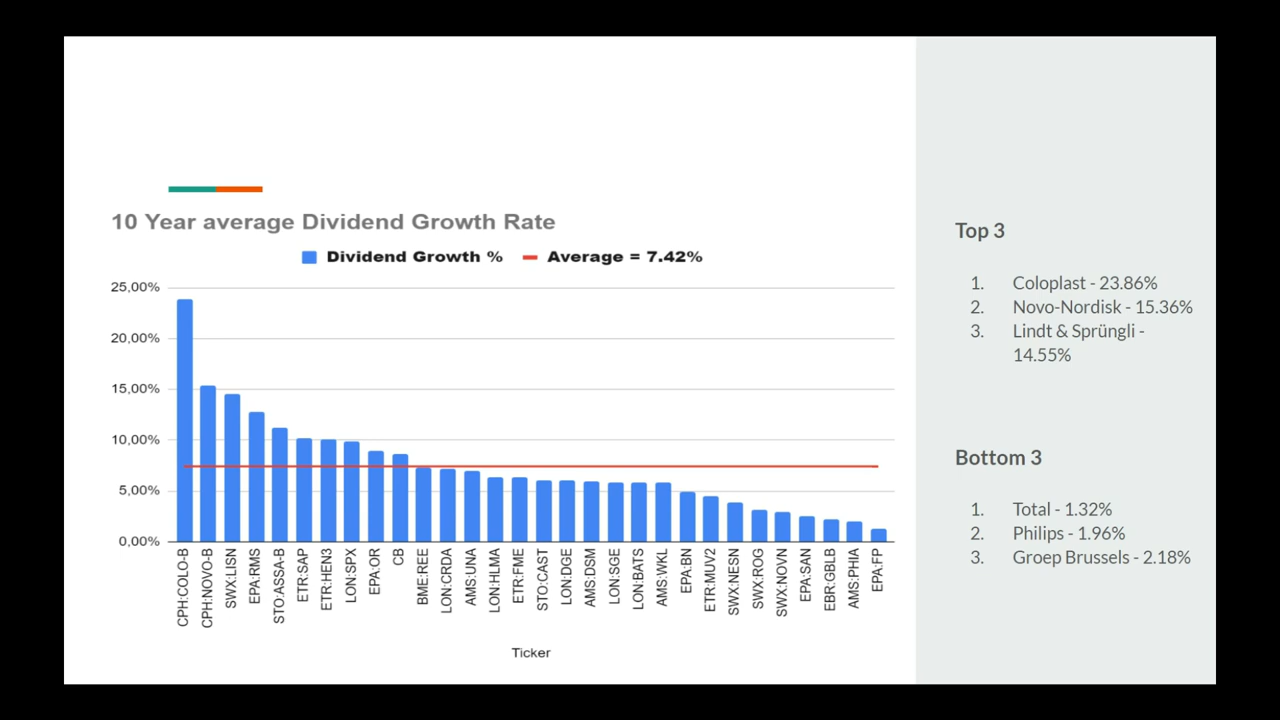 10 Year average Dividend Growth Rate
Dividend Growth % Average = 7.42%
25,00%
20,00%
15,00%
10,00%
5,00%
0,00%
CPH:COLO-B
CPH:NOVO-B
SWX:LISN
EPA:RMS
STO:ASSA-B
ETR:SAP
ETR:HEN3
LON:SPX
EPA:OR
CB
BME:REE
LON:CRDA
AMS:UNA
LON:HLMA
ETR:FME
STO:CAST
LON:DGE
AMS:DSM
LON:SGE
LON:BATS
AMS:WKL
EPA:BN
ETR:MUV2
SWX:NESN
SWX:ROG
SWX:NOVN
EPA:SAN
EBR:GBLB
AMS:PHIA
EPA:FP
Ticker
Top 3
1. Coloplast - 23.86%
2. Novo-Nordisk - 15.36%
3. Lindt & Sprüngli -
14.55%
Bottom 3
1. Total - 1.32%
2. Philips - 1.96%
3. Groep Brussels - 2.18%